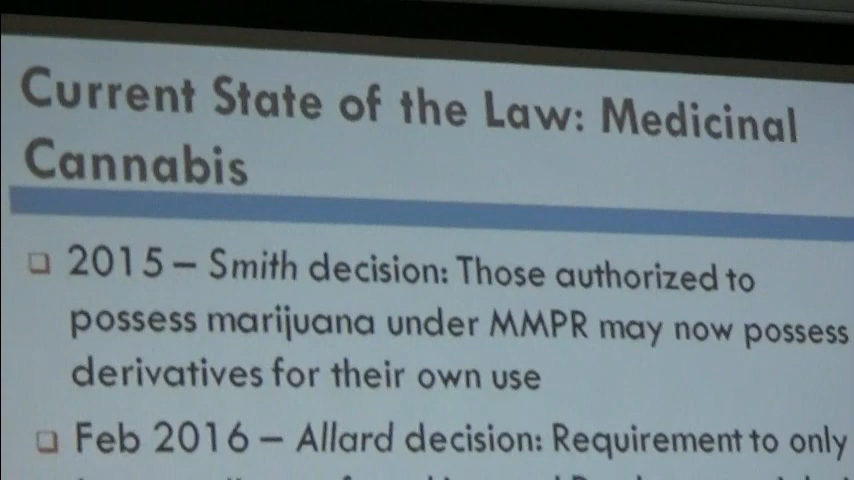 Current State of the Law: Medicinal
Cannabis
2015 – Smith decision: Those authorized to
possess marijuana under MMPR may now possess
derivatives for their own use
Feb 2016 – Allard decision: Requirement to only